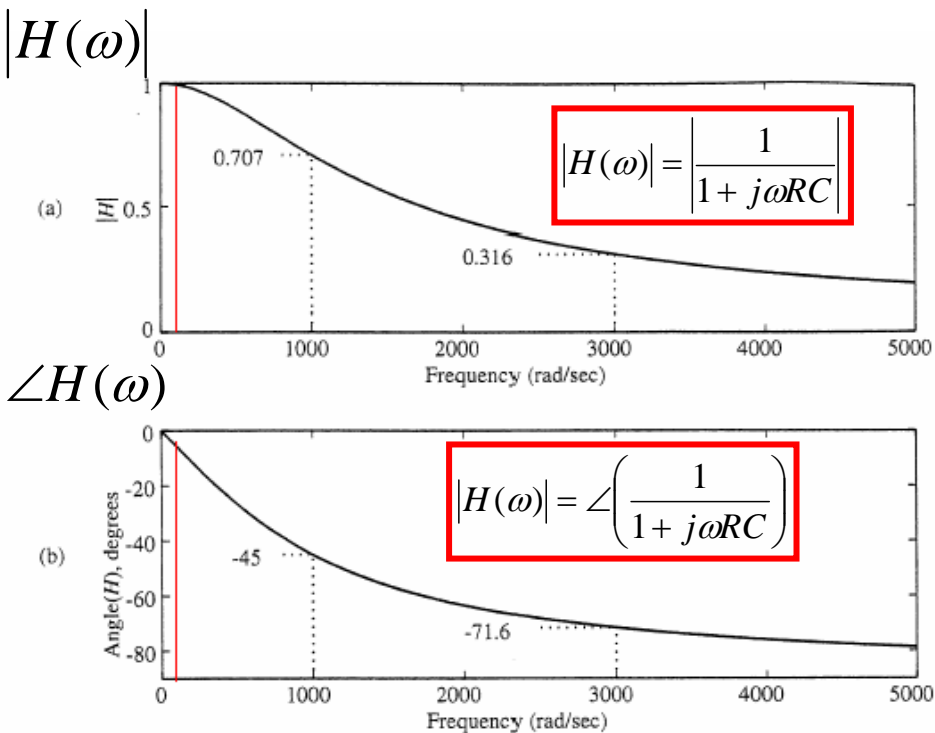 |H(ω)|
1
0.5
0
|H|
(a)
0.707
0.316
|H(ω)| = |1 / (1 + jωRC)|
0 1000 2000 3000 4000 5000
Frequency (rad/sec)
∠H(ω)
0
-20
-40
-60
-80
Angle(H), degrees
(b)
-45
-71.6
|H(ω)| = ∠(1 / (1 + jωRC))
0 1000 2000 3000 4000 5000
Frequency (rad/sec)